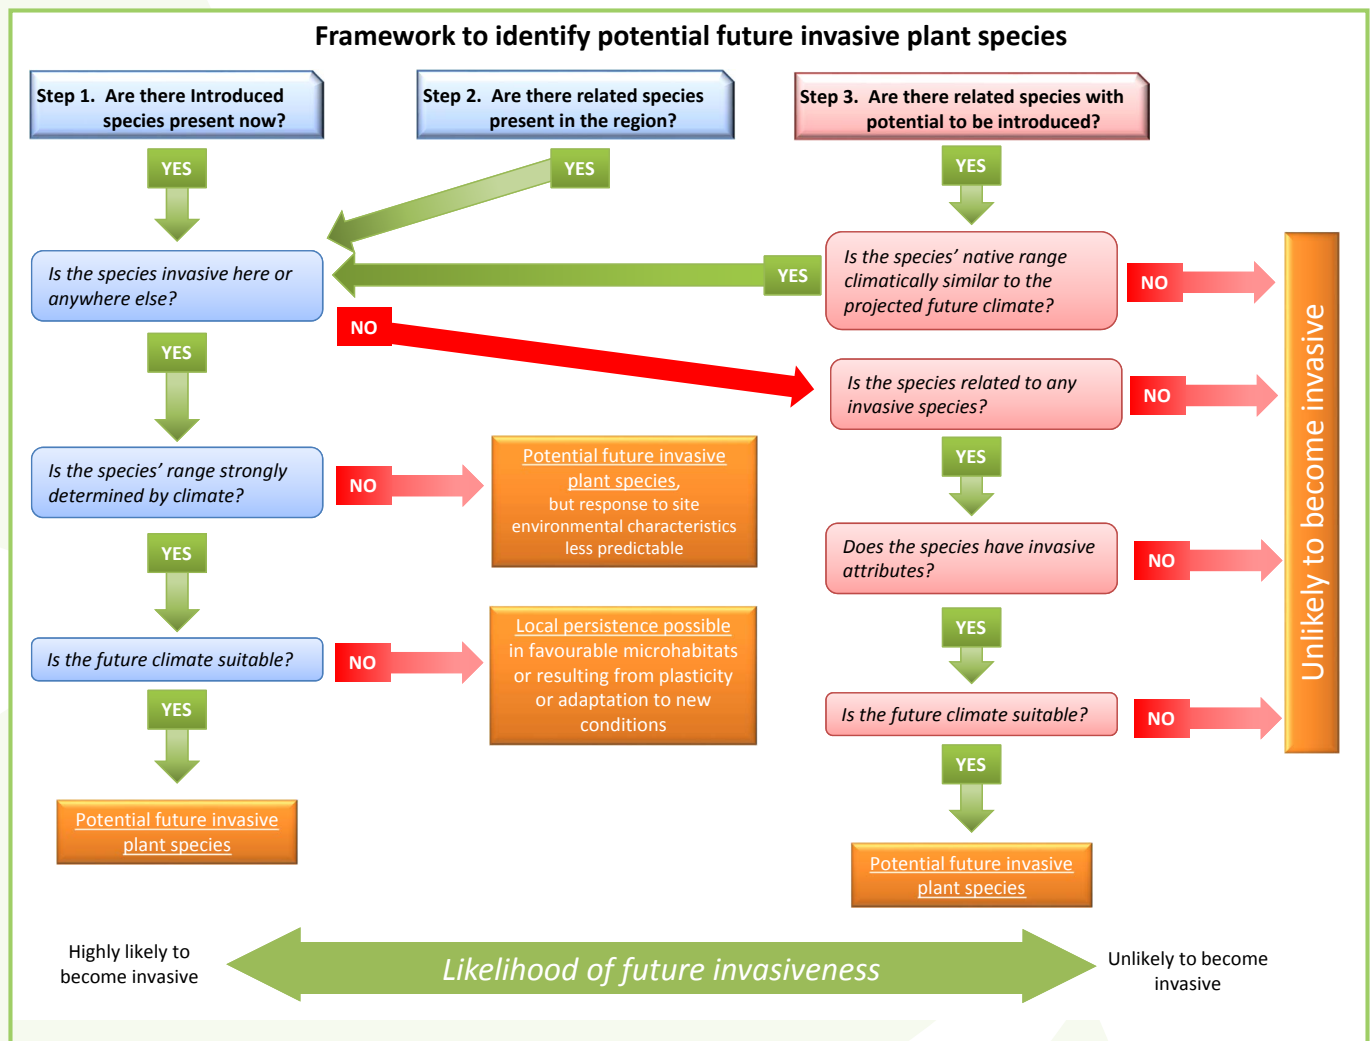 Framework to identify potential future invasive plant species
Step 1. Are there Introduced
species present now?
Step 2. Are there related species
present in the region?
Step 3. Are there related species with
potential to be introduced?
YES
YES
YES
Is the species invasive here or
anywhere else?
YES
Is the species' native range
climatically similar to the
projected future climate?
NO
NO
YES
Is the species related to any
invasive species?
NO
Is the species' range strongly
determined by climate?
NO
Potential future invasive
plant species,
but response to site
environmental characteristics
less predictable
YES
YES
Does the species have invasive
attributes?
NO
Is the future climate suitable?
NO
Local persistence possible
in favourable microhabitats
or resulting from plasticity
or adaptation to new
conditions
YES
YES
Is the future climate suitable?
NO
YES
Unlikely to become invasive
Potential future invasive
plant species
Potential future invasive
plant species
Highly likely to
become invasive
Likelihood of future invasiveness
Unlikely to become
invasive